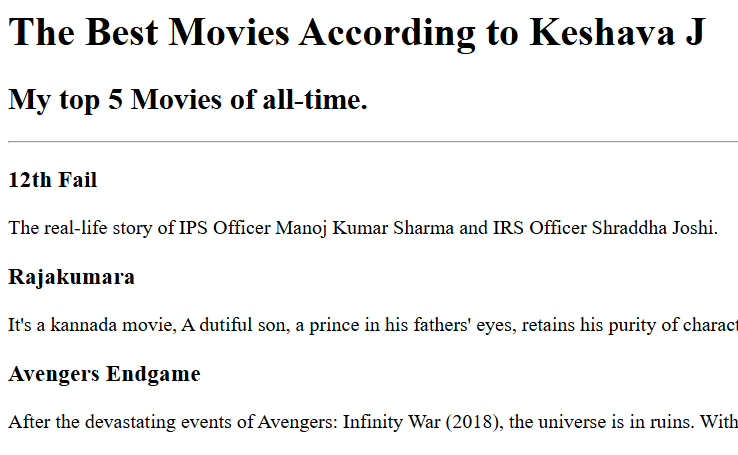 The Best Movies According to Keshava J
My top 5 Movies of all-time.
12th Fail
The real-life story of IPS Officer Manoj Kumar Sharma and IRS Officer Shraddha Joshi.
Rajakumara
It's a kannada movie, A dutiful son, a prince in his fathers' eyes, retains his purity of charact
Avengers Endgame
After the devastating events of Avengers: Infinity War (2018), the universe is in ruins. With